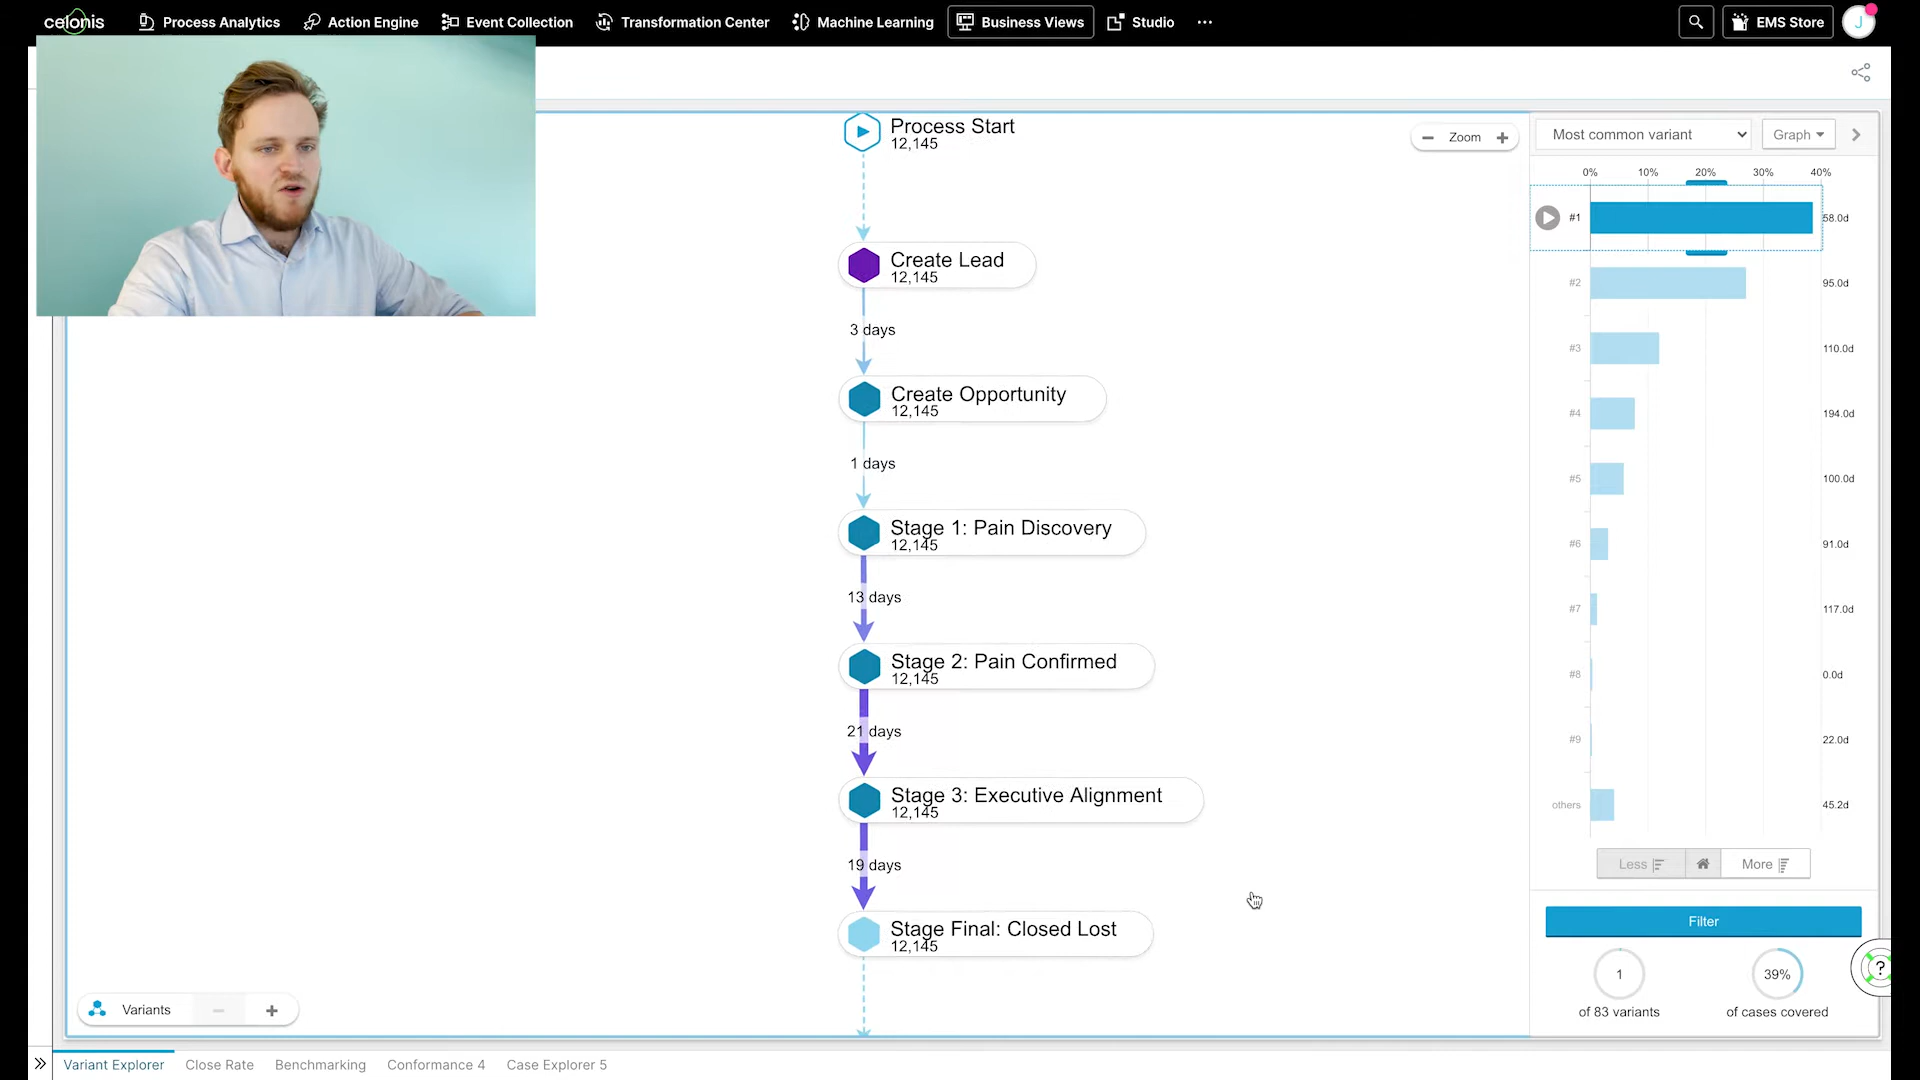 celonis
Process Analytics
Action Engine
Event Collection
Transformation Center
Machine Learning
Business Views
Studio
EMS Store
J
Process Start
12,145
Zoom
Most common variant
Graph
0%
10%
20%
30%
40%
#1
58.0d
Create Lead
12,145
#2
95.0d
3 days
#3
110.0d
Create Opportunity
12,145
#4
194.0d
1 days
#5
100.0d
Stage 1: Pain Discovery
12,145
#6
91.0d
13 days
#7
117.0d
Stage 2: Pain Confirmed
12,145
#8
0.0d
21 days
#9
22.0d
Stage 3: Executive Alignment
12,145
others
45.2d
19 days
Less
More
Stage Final: Closed Lost
12,145
Filter
1
39%
?
of 83 variants
of cases covered
Variants
Variant Explorer
Close Rate
Benchmarking
Conformance 4
Case Explorer 5